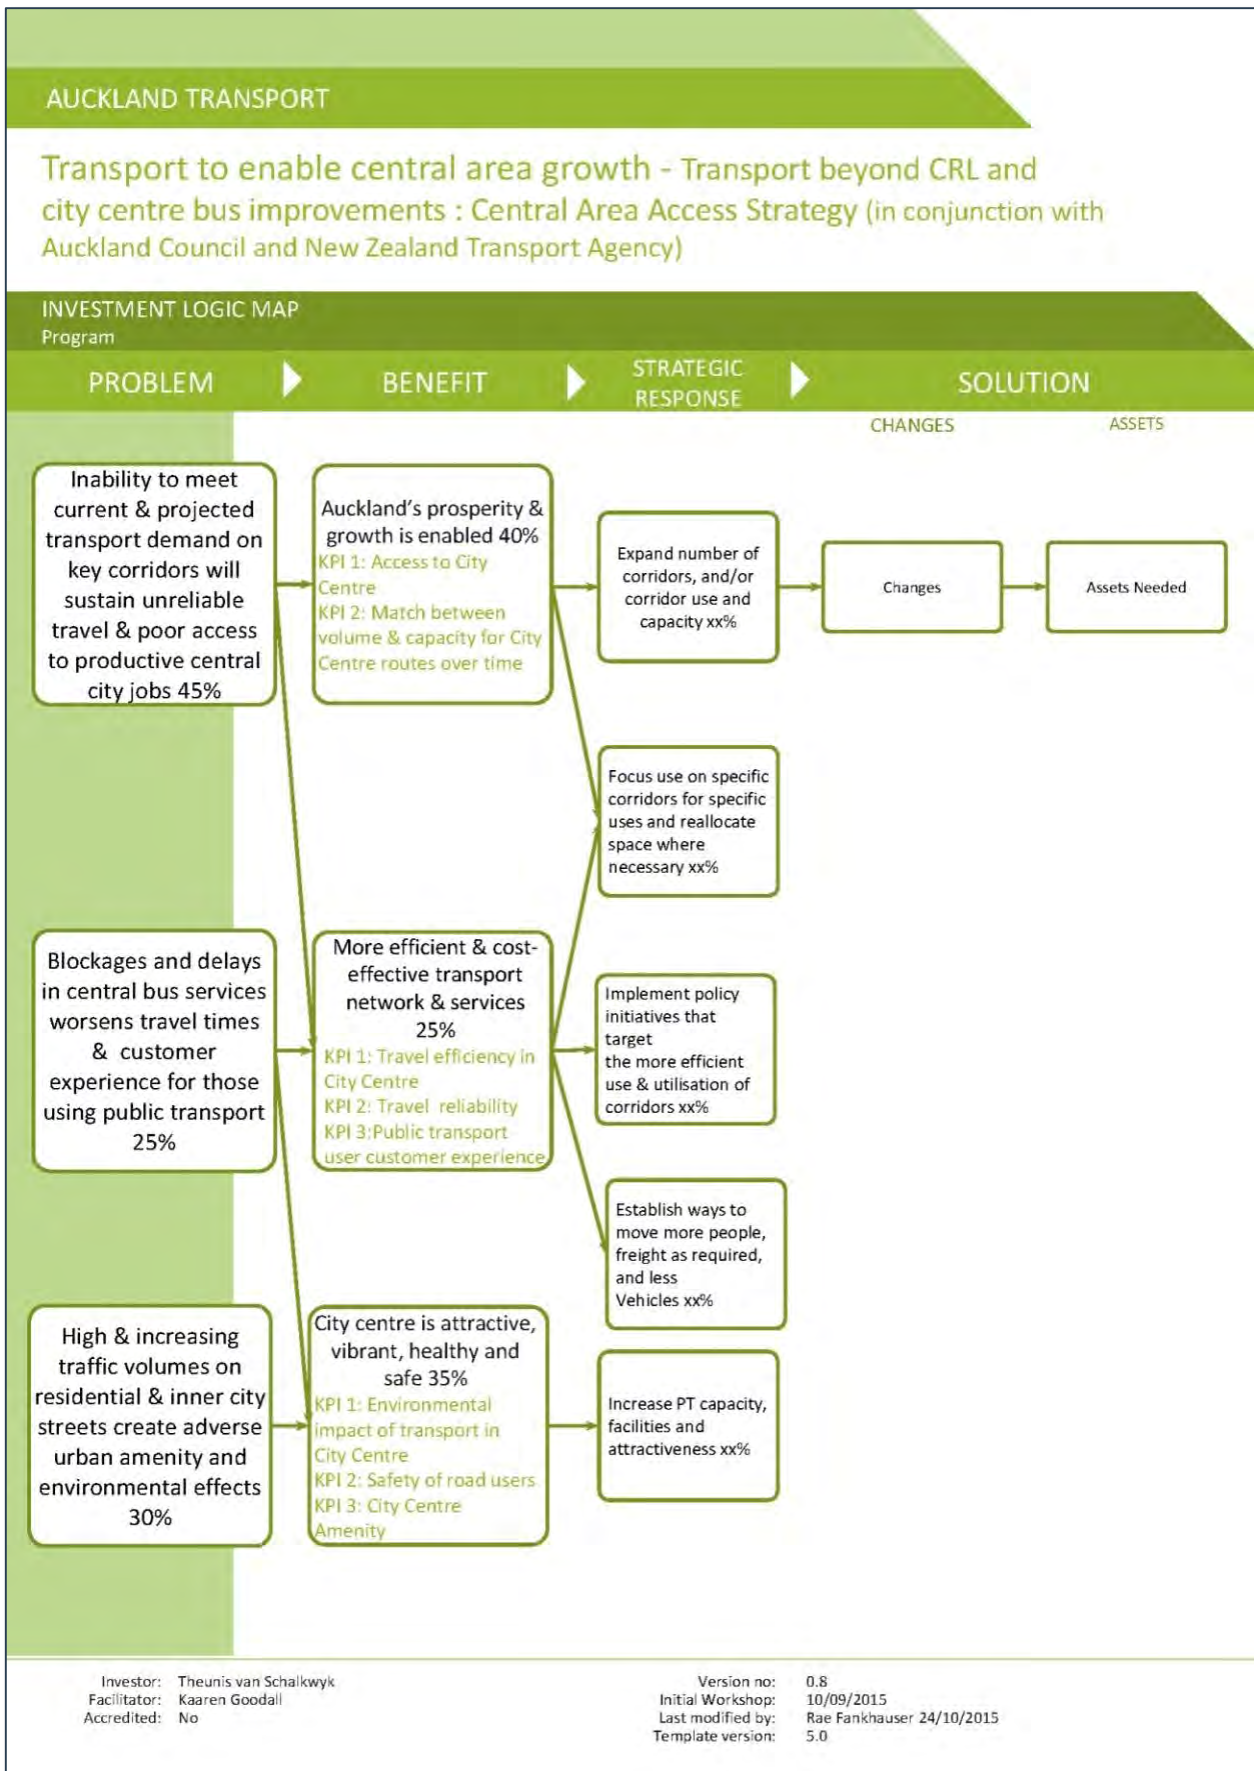 AUCKLAND TRANSPORT
Transport to enable central area growth - Transport beyond CRL and
city centre bus improvements : Central Area Access Strategy (in conjunction with
Auckland Council and New Zealand Transport Agency)
INVESTMENT LOGIC MAP
Program
PROBLEM
BENEFIT
STRATEGIC
RESPONSE
SOLUTION
CHANGES
ASSETS
Inability to meet
current & projected
transport demand on
key corridors will
sustain unreliable
travel & poor access
to productive central
city jobs 45%
Auckland's prosperity &
growth is enabled 40%
KPI 1: Access to City
Centre
KPI 2: Match between
volume & capacity for City
Centre routes over time
Expand number of
corridors, and/or
corridor use and
capacity xx%
Changes
Assets Needed
Focus use on specific
corridors for specific
uses and reallocate
space where
necessary xx%
Blockages and delays
in central bus services
worsens travel times
& customer
experience for those
using public transport
25%
More efficient & cost-
effective transport
network & services
25%
KPI 1: Travel efficiency in
City Centre
KPI 2: Travel reliability
KPI 3:Public transport
user customer experience
Implement policy
initiatives that
target
the more efficient
use & utilisation of
corridors xx%
Establish ways to
move more people,
freight as required,
and less
Vehicles xx%
High & increasing
traffic volumes on
residential & inner city
streets create adverse
urban amenity and
environmental effects
30%
City centre is attractive,
vibrant, healthy and
safe 35%
KPI 1: Environmental
impact of transport in
City Centre
KPI 2: Safety of road users
KPI 3: City Centre
Amenity
Increase PT capacity,
facilities and
attractiveness xx%
Investor: Theunis van Schalkwyk
Facilitator: Kaaren Goodall
Accredited: No
Version no: 0.8
Initial Workshop: 10/09/2015
Last modified by: Rae Fankhauser 24/10/2015
Template version: 5.0